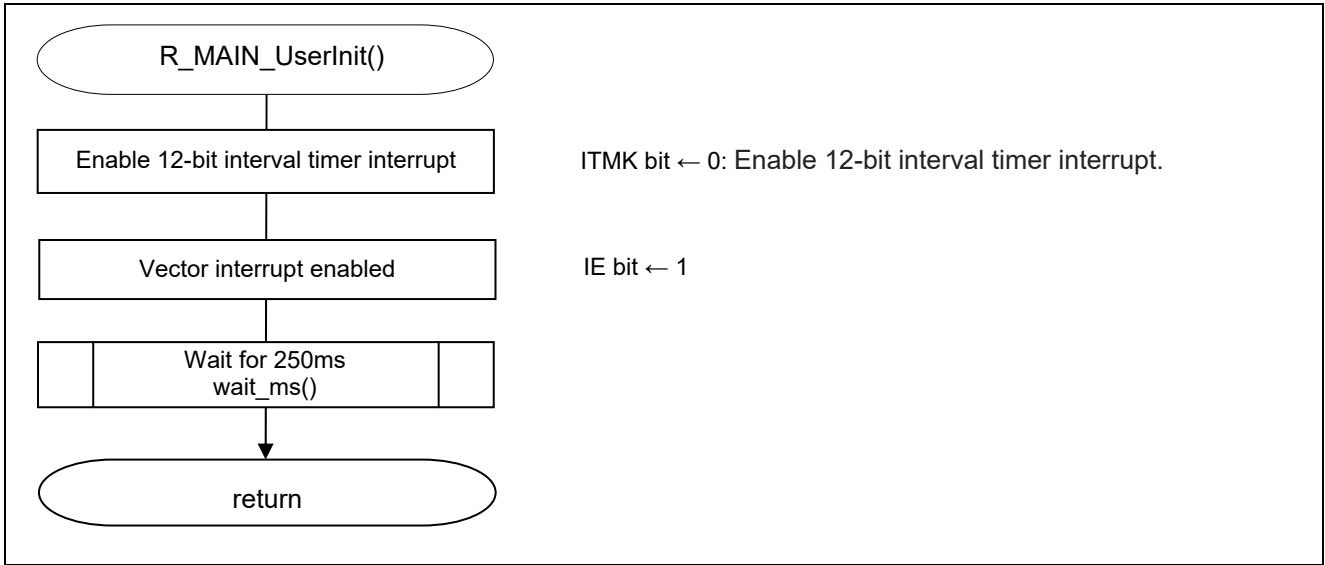 R_MAIN_UserInit()
Enable 12-bit interval timer interrupt
ITMK bit ← 0: Enable 12-bit interval timer interrupt.
Vector interrupt enabled
IE bit ← 1
Wait for 250ms
wait_ms()
return